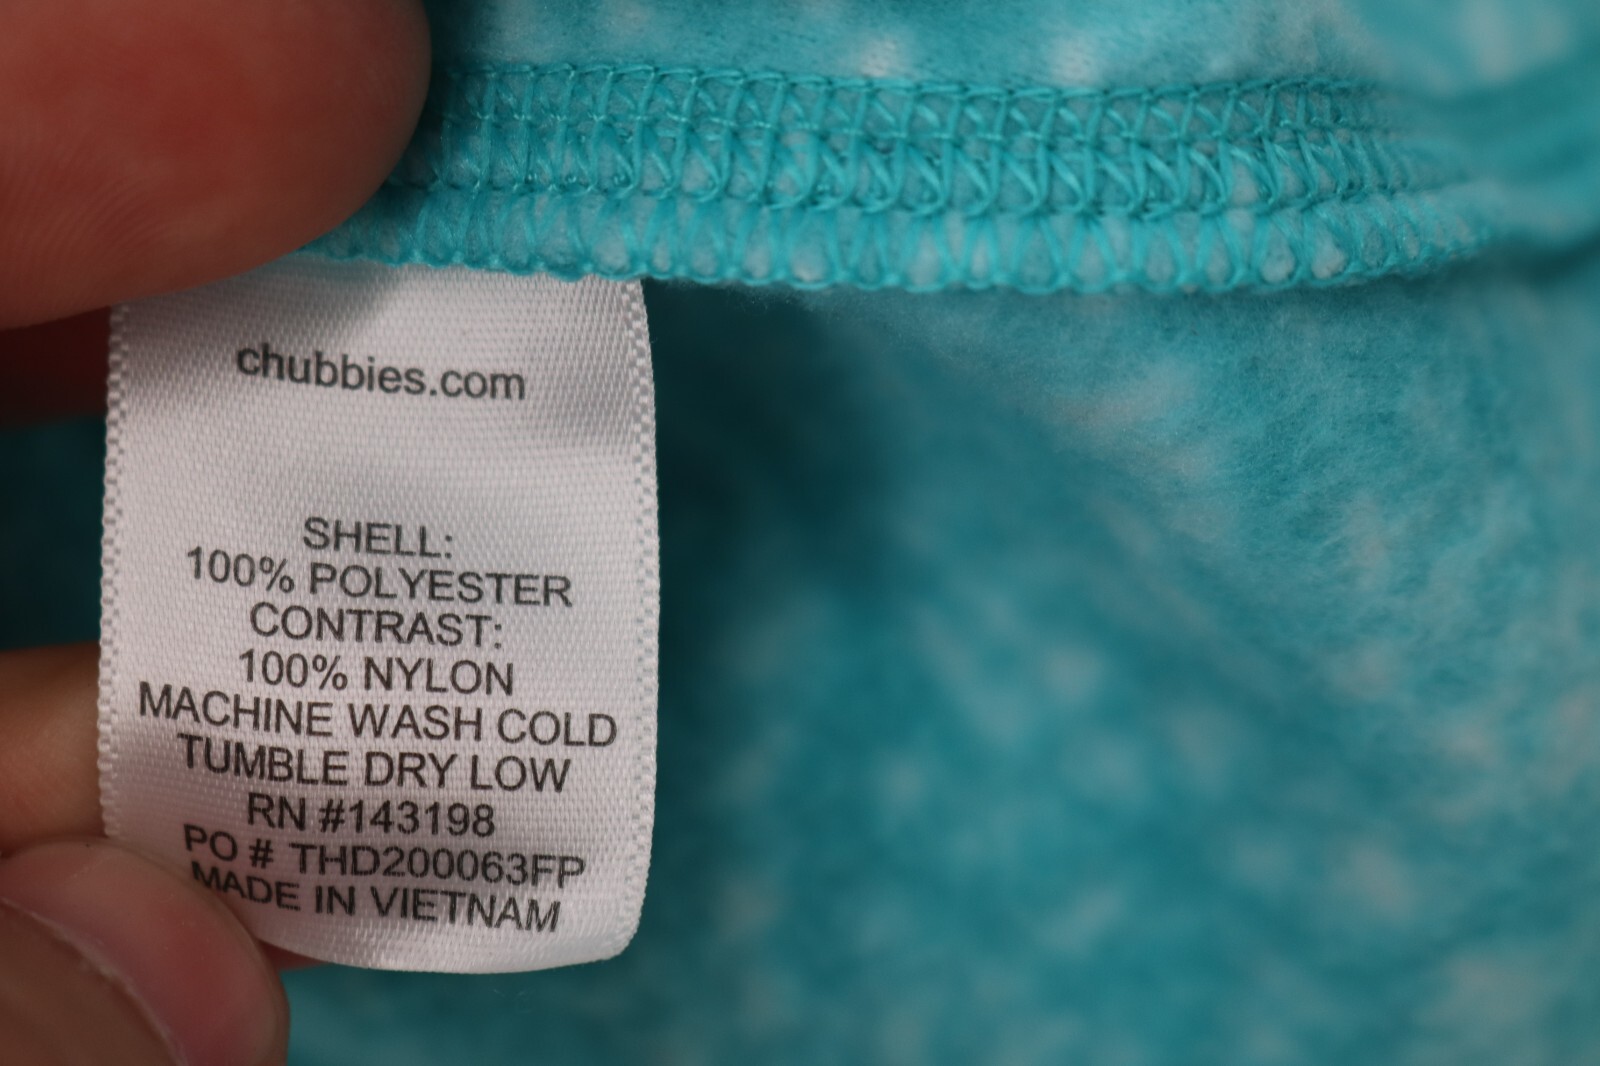 chubbies.com
SHELL:
100% POLYESTER
CONTRAST:
100% NYLON
MACHINE WASH COLD
TUMBLE DRY LOW
RN #143198
PO # THD200063FP
MADE IN VIETNAM